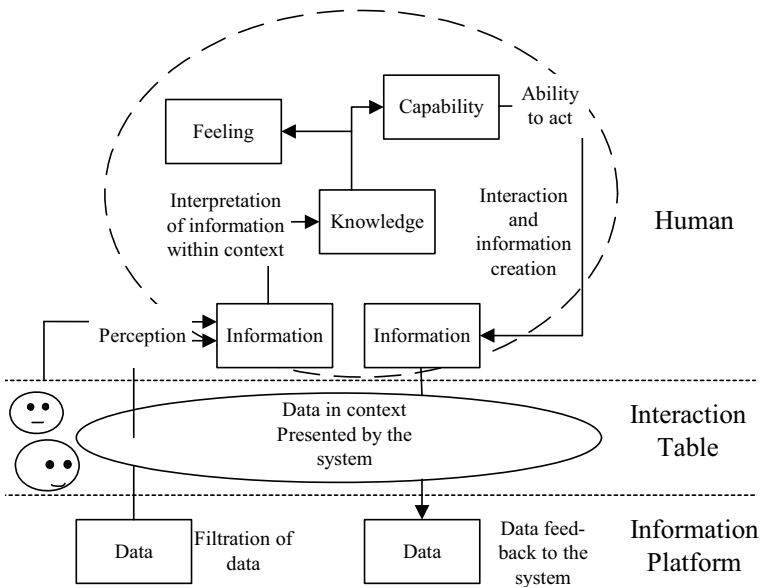 Capability
Ability
to act
Feeling
Interpretation
of information
within context
Knowledge
Interaction
and
information
creation
Human
Perception
Information
Information
Data in context
Presented by the
system
Interaction
Table
Data
Filtration of
data
Data
Data feed-
back to the
system
Information
Platform